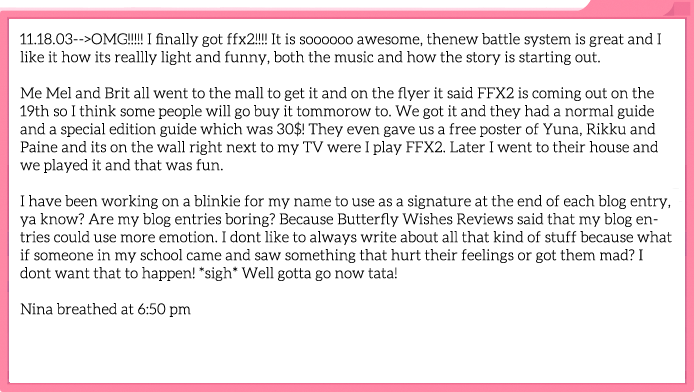 11.18.03-->OMG!!!!! I finally got ffx2!!!! It is soooooo awesome, thenew battle system is great and I
like it how its reallly light and funny, both the music and how the story is starting out.
Me Mel and Brit all went to the mall to get it and on the flyer it said FFX2 is coming out on the
19th so I think some people will go buy it tommorow to. We got it and they had a normal guide
and a special edition guide which was 30$! They even gave us a free poster of Yuna, Rikku and
Paine and its on the wall right next to my TV were I play FFX2. Later I went to their house and
we played it and that was fun.
I have been working on a blinkie for my name to use as a signature at the end of each blog entry,
ya know? Are my blog entries boring? Because Butterfly Wishes Reviews said that my blog en-
tries could use more emotion. I dont like to always write about all that kind of stuff because what
if someone in my school came and saw something that hurt their feelings or got them mad? I
dont want that to happen! *sigh* Well gotta go now tata!
Nina breathed at 6:50 pm